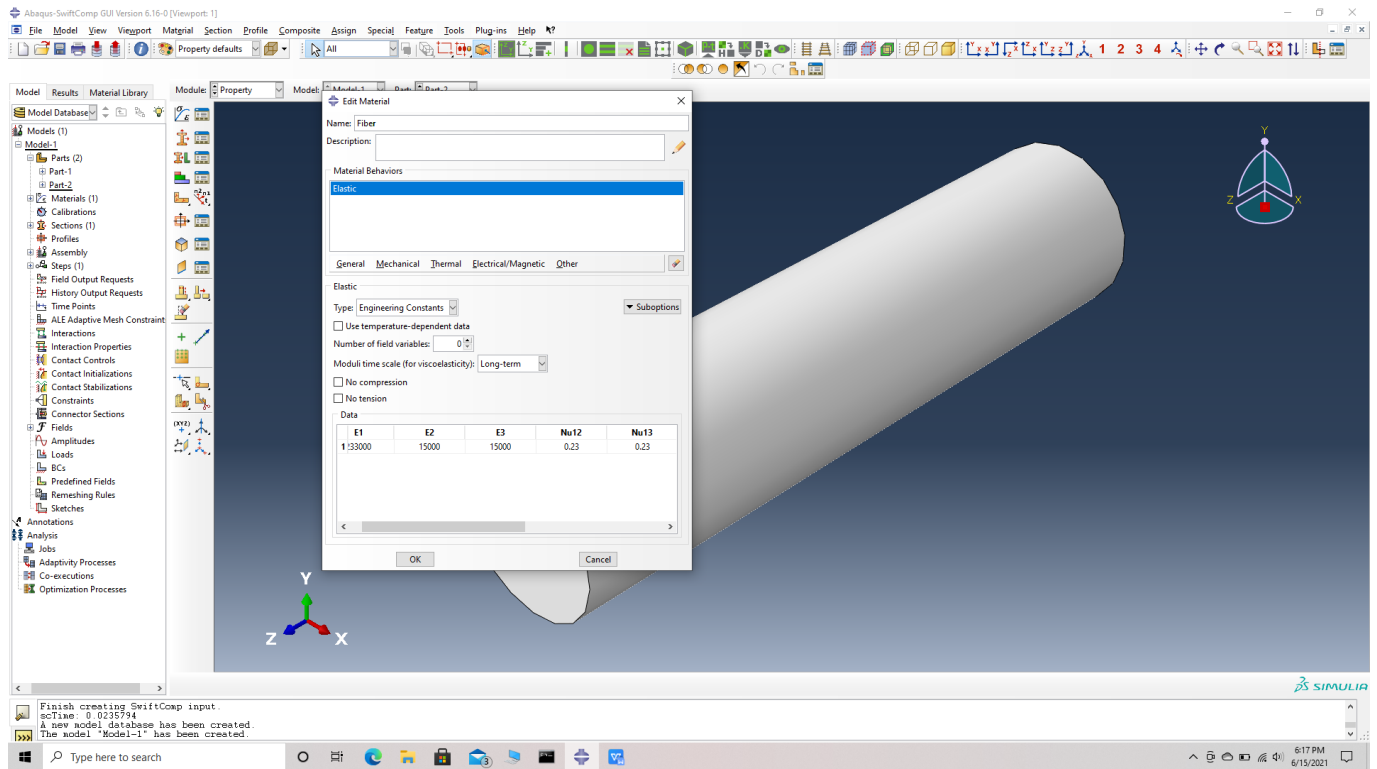 Abaqus-SwiftComp GUI Version 6.16-0 [Viewport: 1]
File Model View Viewport Material Section Profile Composite Assign Special Feature Tools Plug-ins Help
Property defaults All 1 2 3 4
Model Results Material Library Module: Property Model: Model-1 Part: Part-2
Model Database
Models (1)
Model-1
Parts (2)
Part-1
Part-2
Materials (1)
Calibrations
Sections (1)
Profiles
Assembly
Steps (1)
Field Output Requests
History Output Requests
Time Points
ALE Adaptive Mesh Constraint
Interactions
Interaction Properties
Contact Controls
Contact Initializations
Contact Stabilizations
Constraints
Connector Sections
Fields
Amplitudes
Loads
BCs
Predefined Fields
Remeshing Rules
Sketches
Annotations
Analysis
Jobs
Adaptivity Processes
Co-executions
Optimization Processes
Edit Material
Name: Fiber
Description:
Material Behaviors
Elastic
General Mechanical Thermal Electrical/Magnetic Other
Elastic
Type: Engineering Constants Suboptions
Use temperature-dependent data
Number of field variables: 0
Moduli time scale (for viscoelasticity): Long-term
No compression
No tension
Data
E1 E2 E3 Nu12 Nu13
1 233000 15000 15000 0.23 0.23
OK Cancel
Y
Z X
Y
Z X
SIMULIA
Finish creating SwiftComp input.
scTime: 0.0235794
A new model database has been created.
The model "Model-1" has been created.
Type here to search
3
6:17 PM
6/15/2021